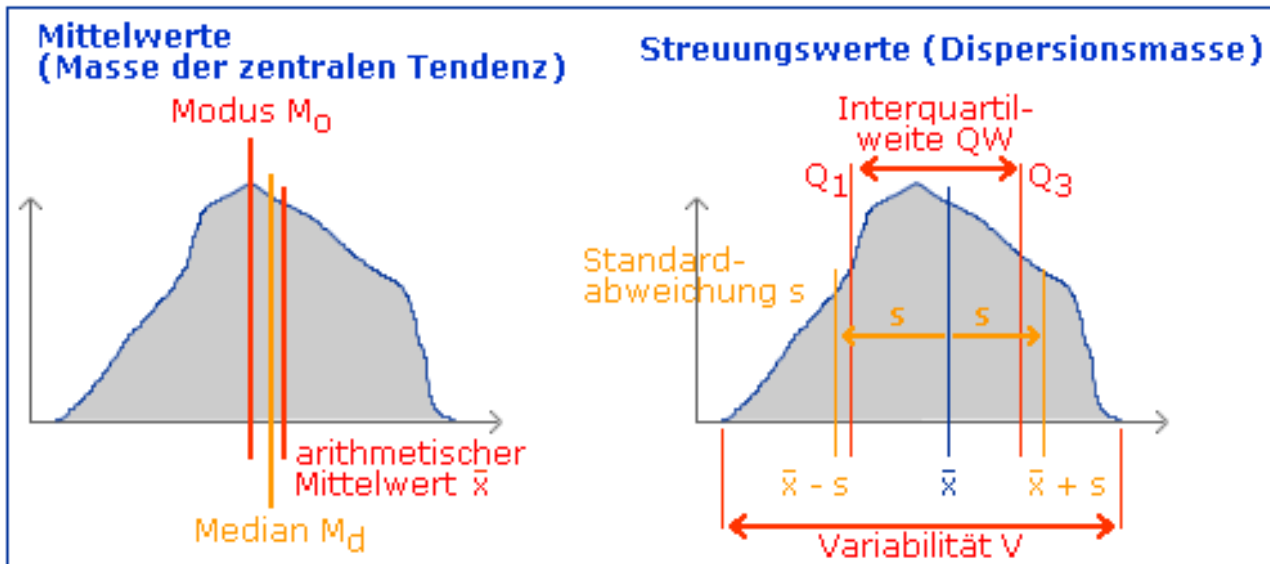 Mittelwerte
(Masse der zentralen Tendenz)
Modus Mo
arithmetischer
Mittelwert x̄
Median Md
Streuungswerte (Dispersionsmasse)
Interquartil-
weite QW
Q1
Q3
Standard-
abweichung s
s
s
x̄ - s
x̄
x̄ + s
Variabilität V